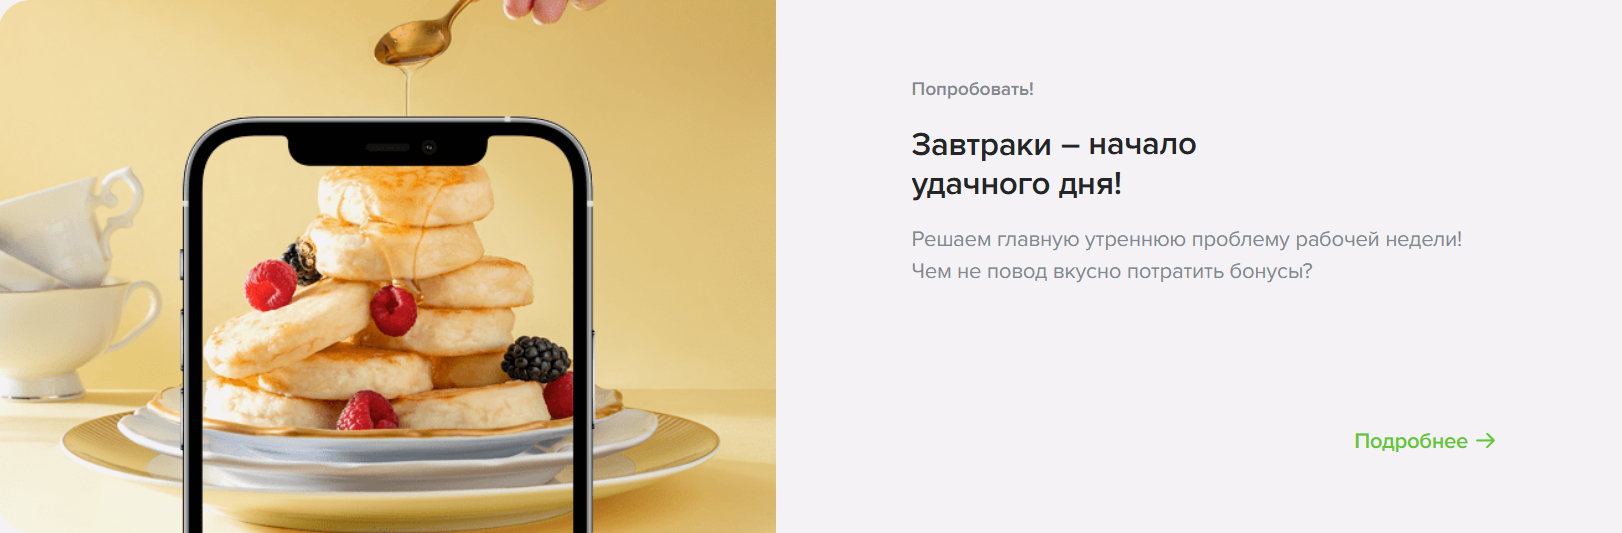 Попробовать!
Завтраки – начало
удачного дня!
Решаем главную утреннюю проблему рабочей недели!
Чем не повод вкусно потратить бонусы?
Подробнее →